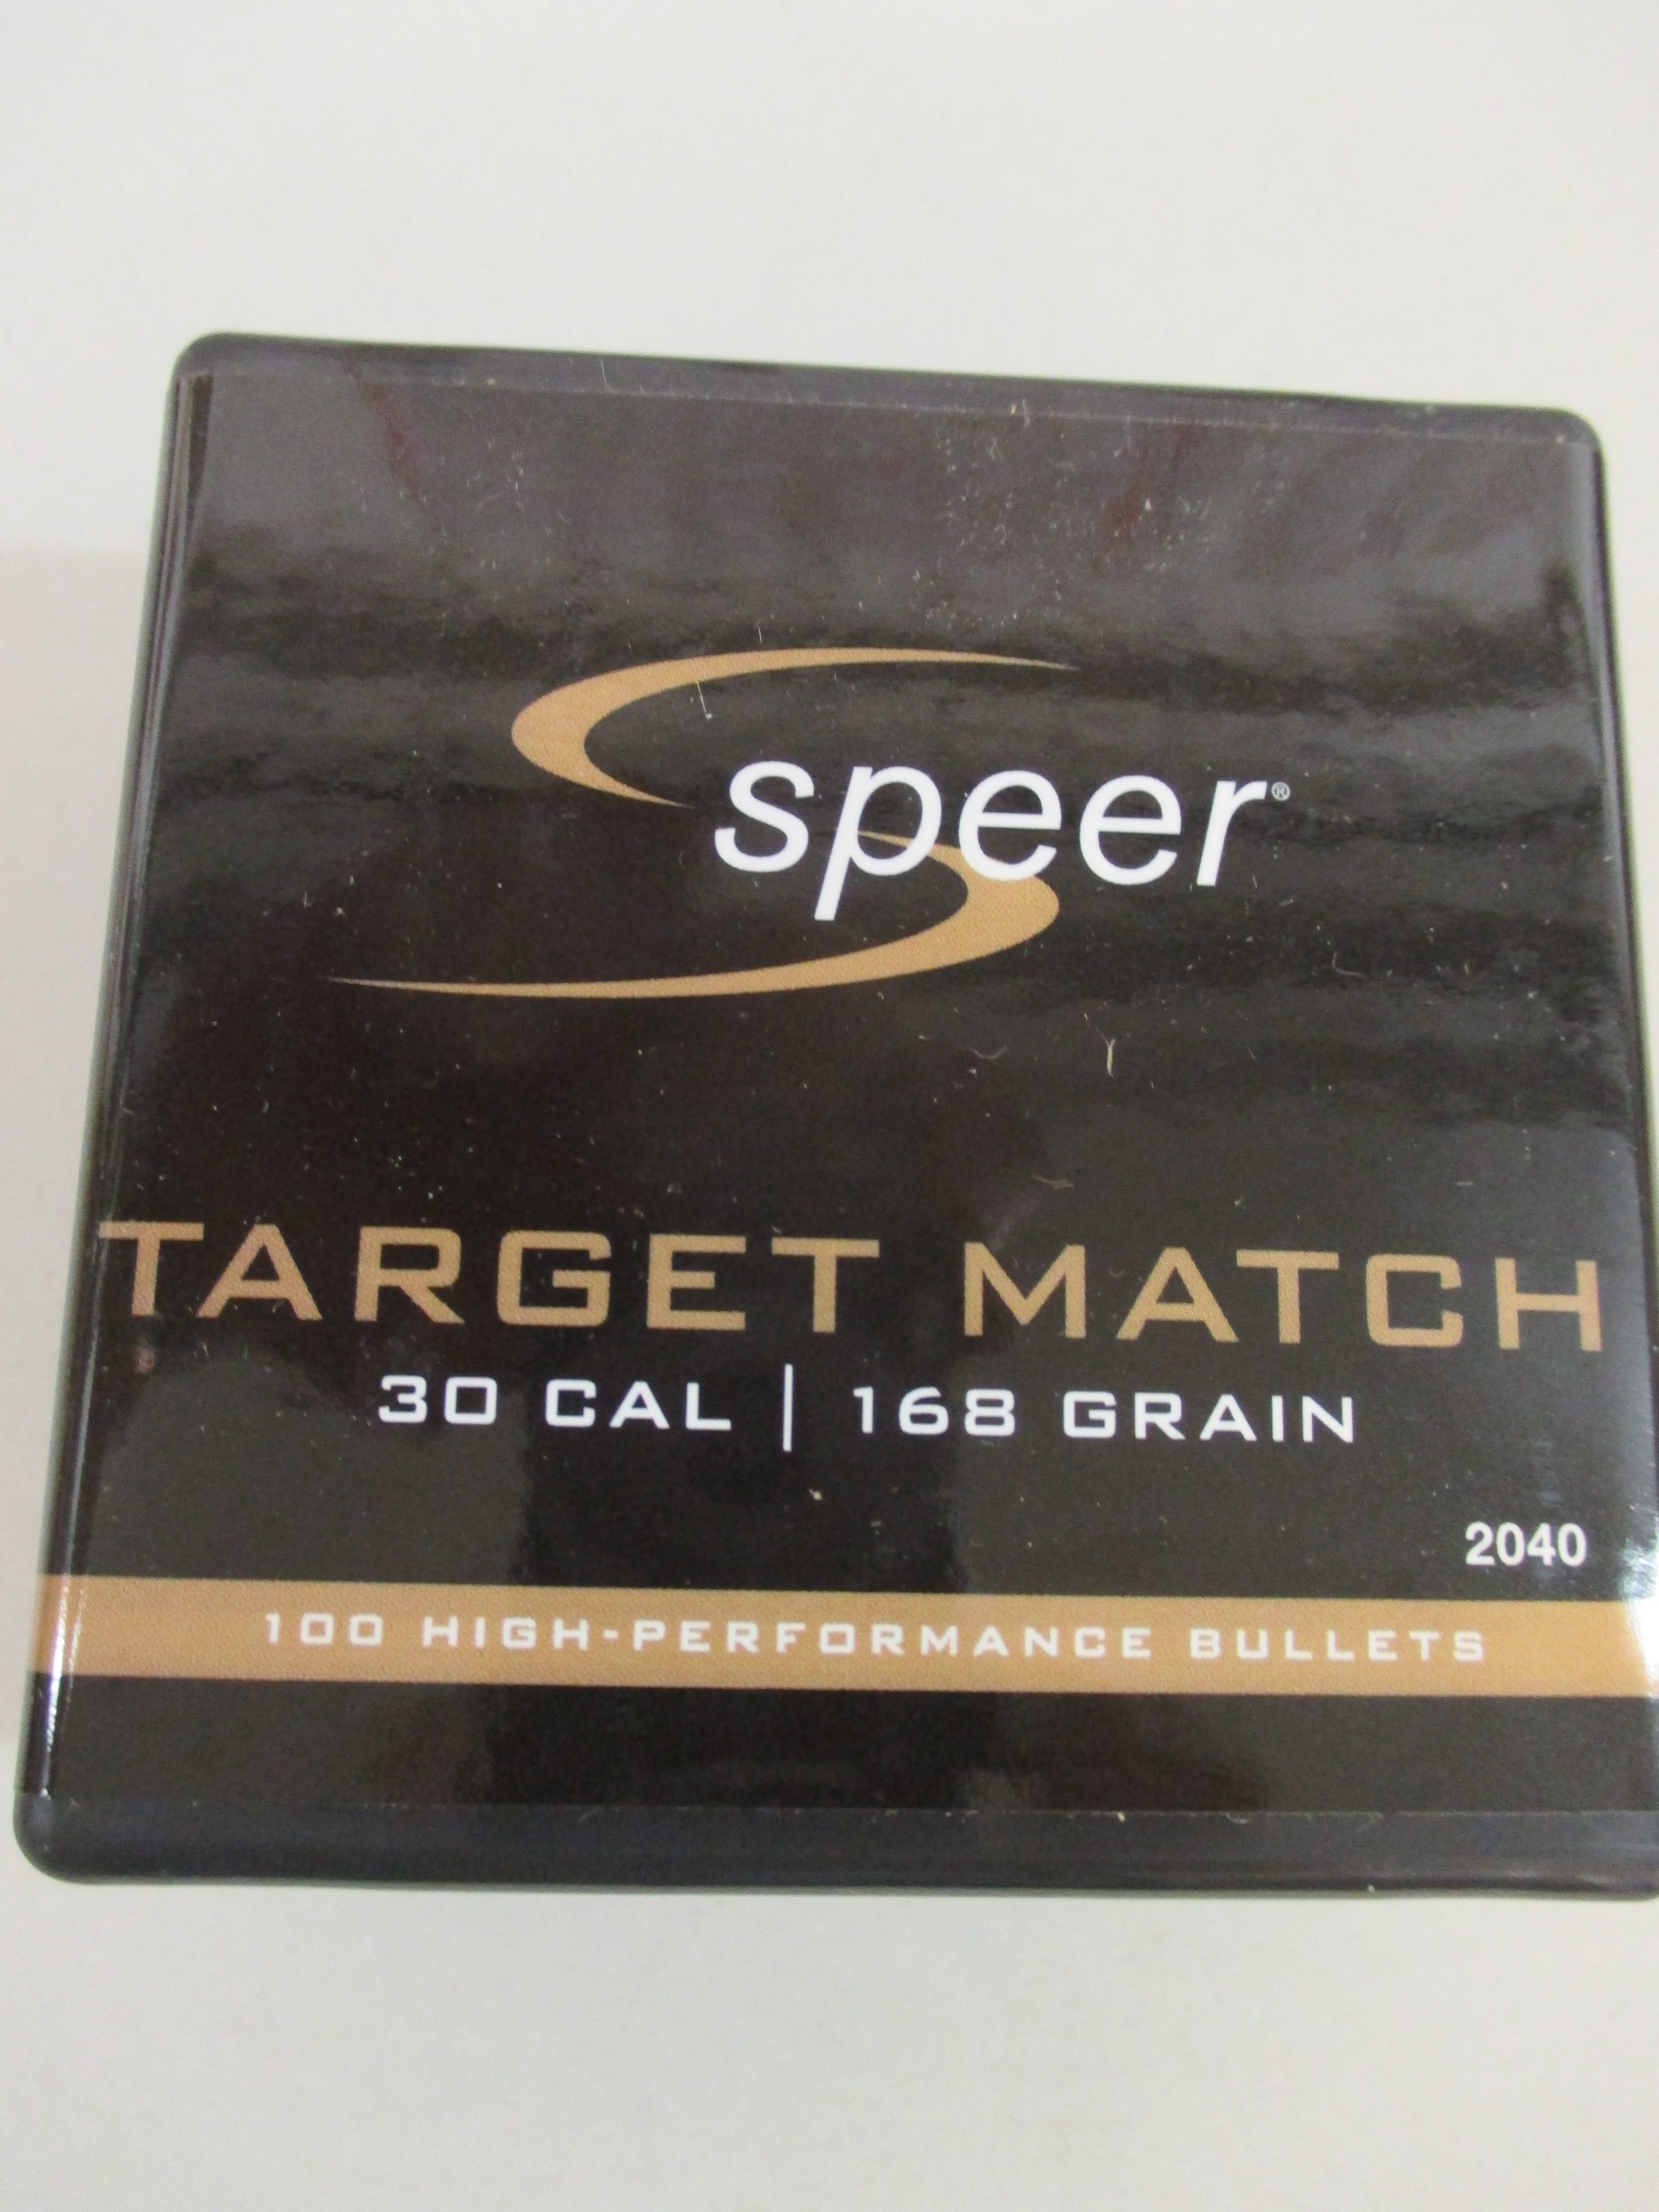 speer®
TARGET MATCH
30 CAL | 168 GRAIN
2040
100 HIGH-PERFORMANCE BULLETS